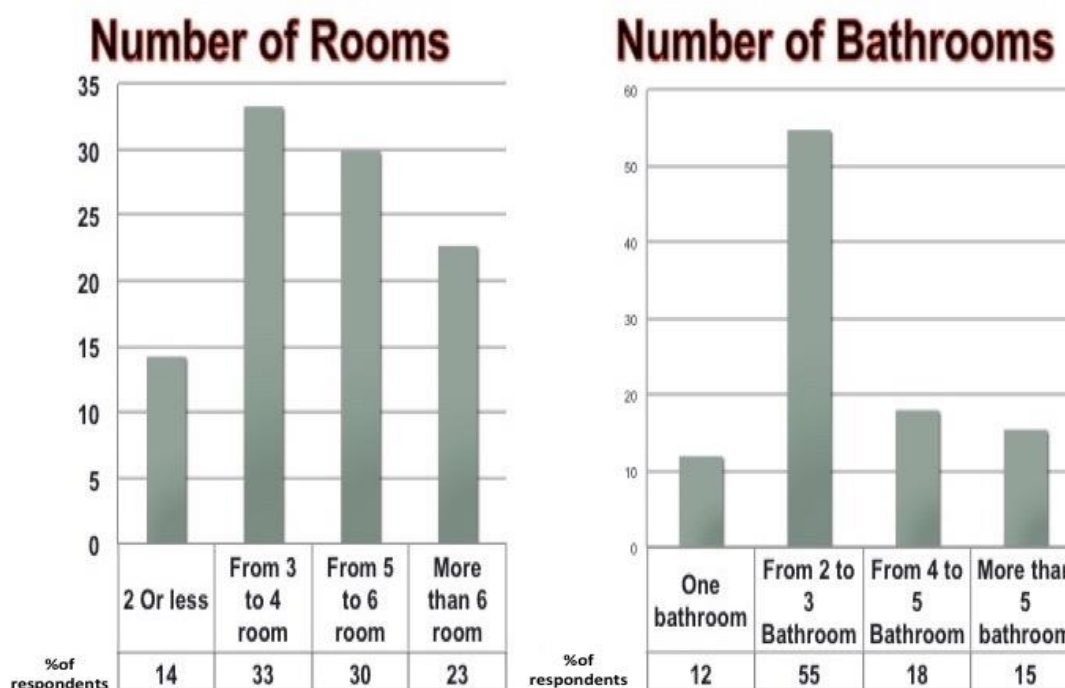 Number of Rooms
35
30
25
20
15
10
5
0
2 Or less
From 3
to 4
room
From 5
to 6
room
More
than 6
room
%of
respondents
14
33
30
23
Number of Bathrooms
60
50
40
30
20
10
0
One
bathroom
From 2 to
3
Bathroom
From 4 to
5
Bathroom
More than
5
bathroom
%of
respondents
12
55
18
15